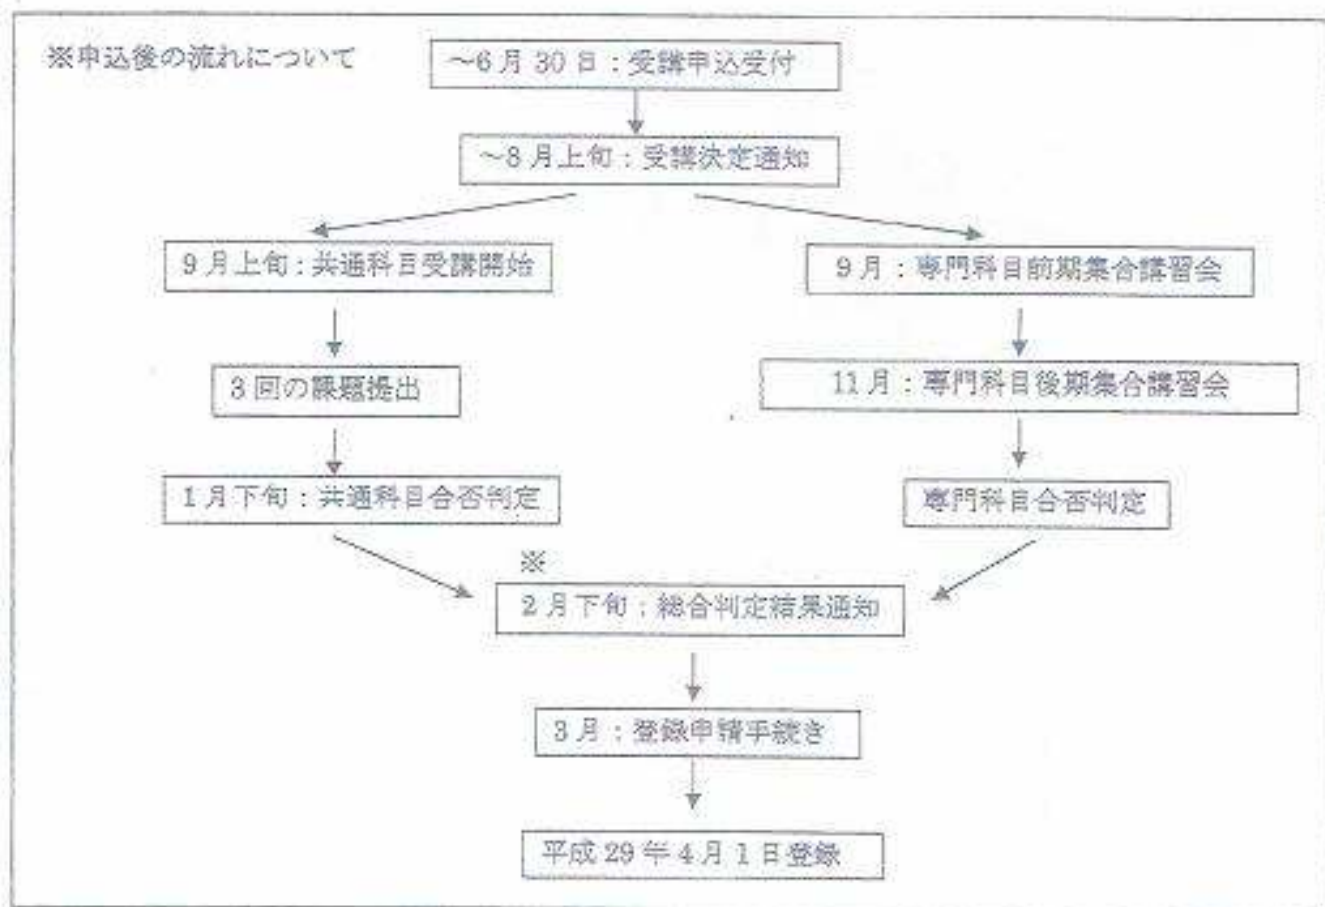 ※申込後の流れについて
～6月30日：受講申込受付
～8月上旬：受講決定通知
9月上旬：共通科目受講開始
9月：専門科目前期集合講習会
3回の課題提出
11月：専門科目後期集合講習会
1月下旬：共通科目合否判定
専門科目合否判定
※
2月下旬：総合判定結果通知
3月：登録申請手続き
平成29年4月1日登録